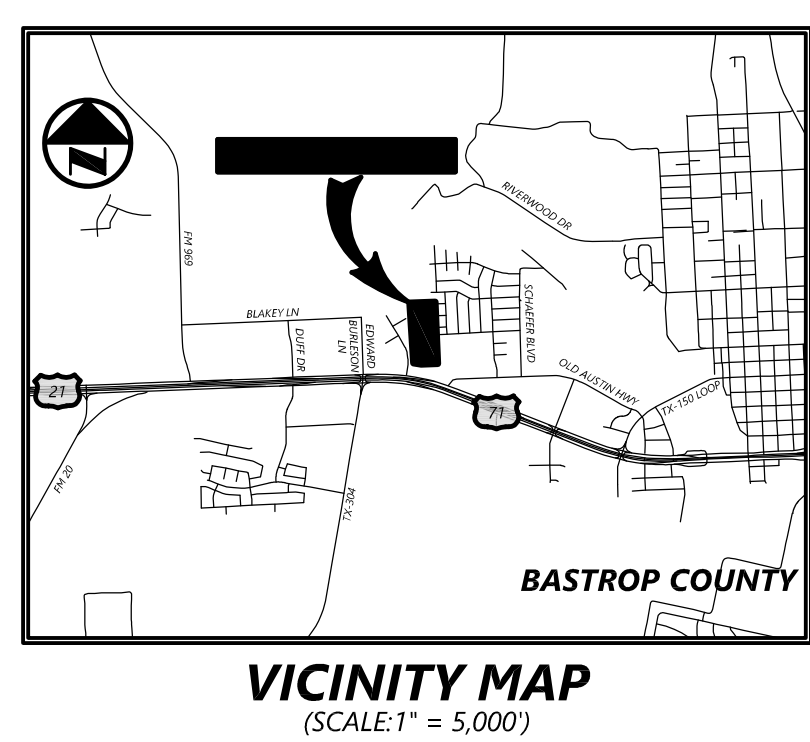 RIVERWOOD DR
FM 969
BLAKEY LN
DUFF DR
EDWARD
BURLESON
LN
SCHAEFER BLVD
OLD AUSTIN HWY
TX-150 LOOP
21
71
FM 20
TX-304
BASTROP COUNTY
VICINITY MAP
(SCALE:1" = 5,000')